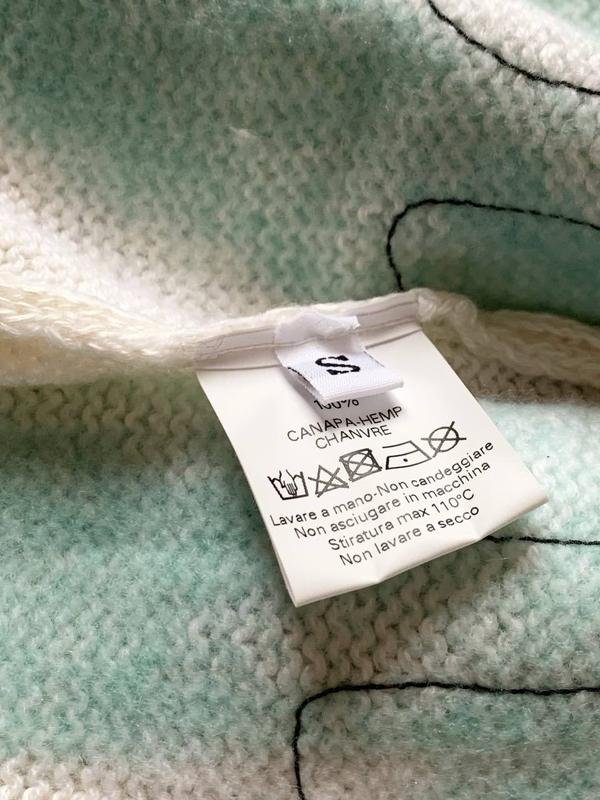 S
100%
CANAPA-HEMP
CHANVRE
Lavare a mano-Non candeggiare
Non asciugare in macchina
Stiratura max 110°C
Non lavare a secco